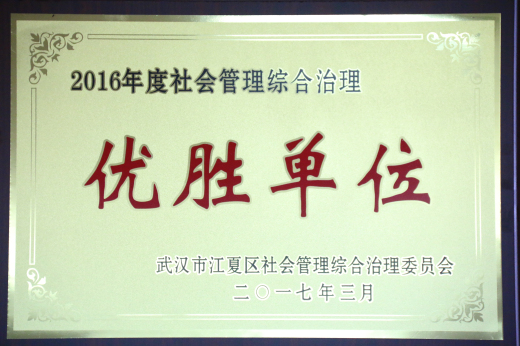 2016年度社会管理综合治理
优胜单位
武汉市江夏区社会管理综合治理委员会
二〇一七年三月